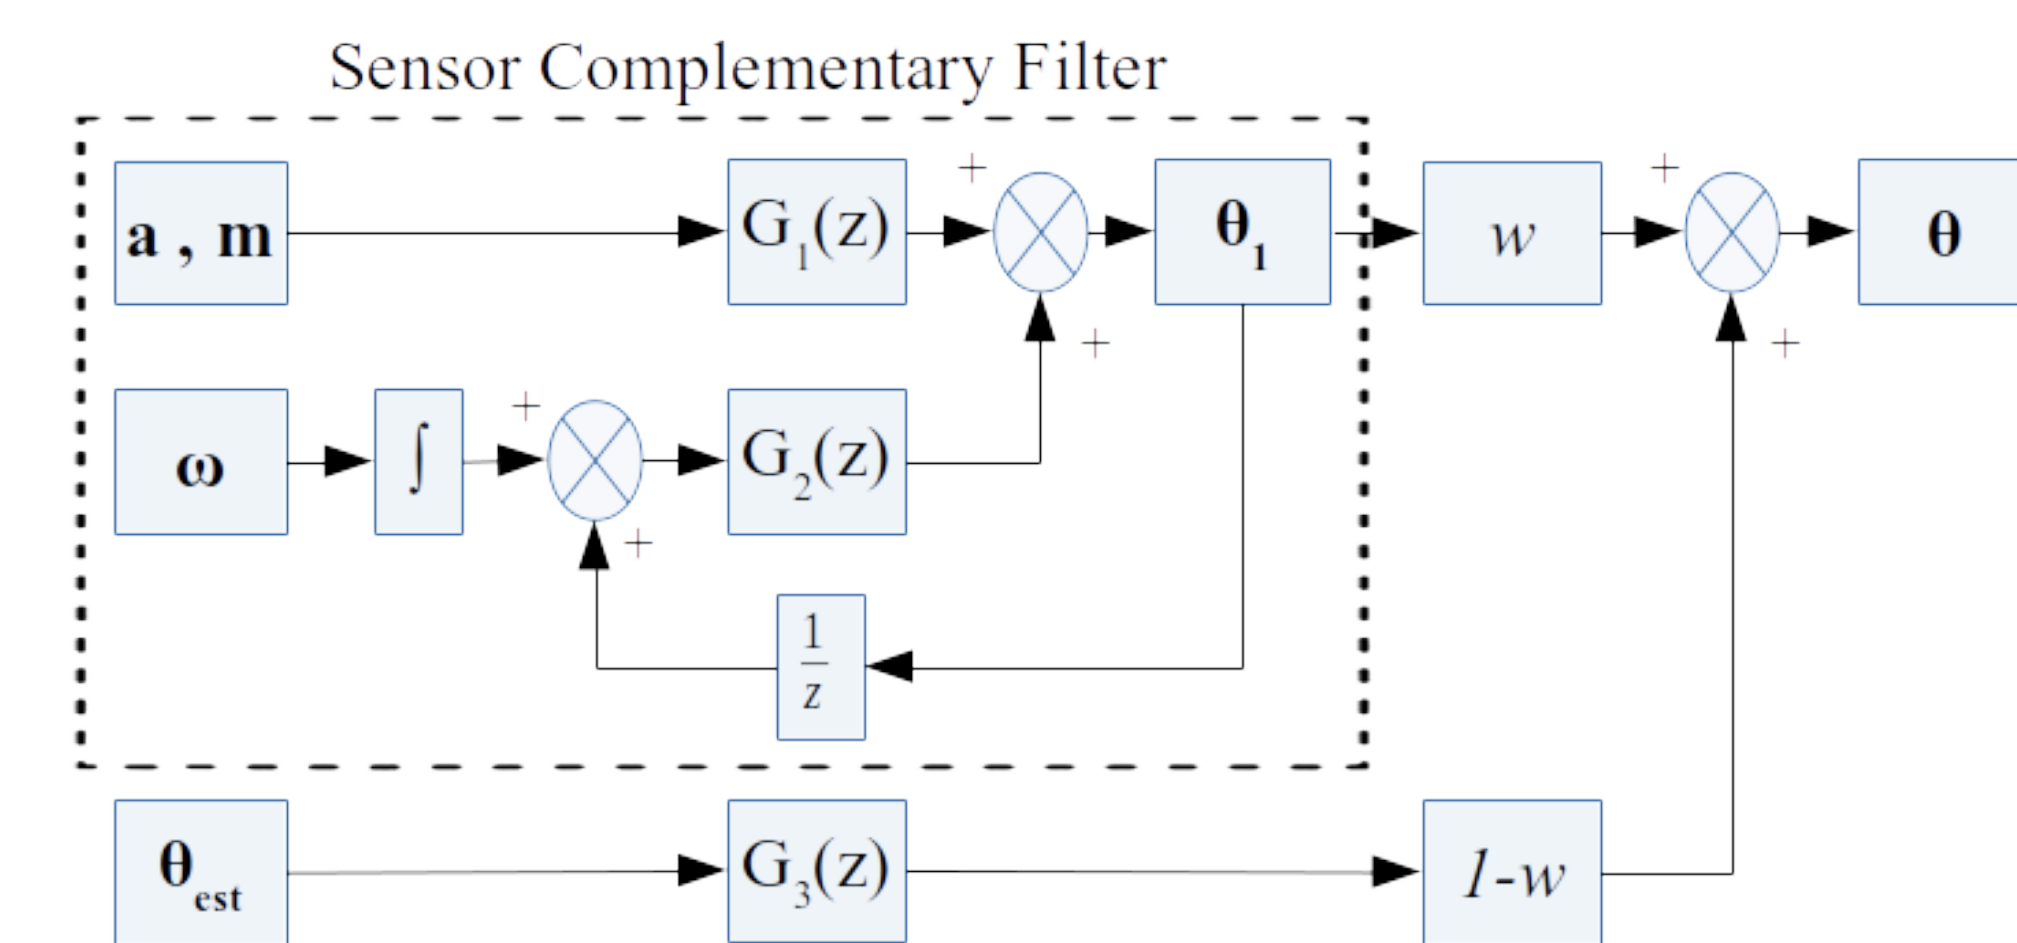 Sensor Complementary Filter
+ +
a , m G1(z) θ1 w θ
+ +
+
ω ∫ G2(z)
+
1
z
θest G3(z) 1-w